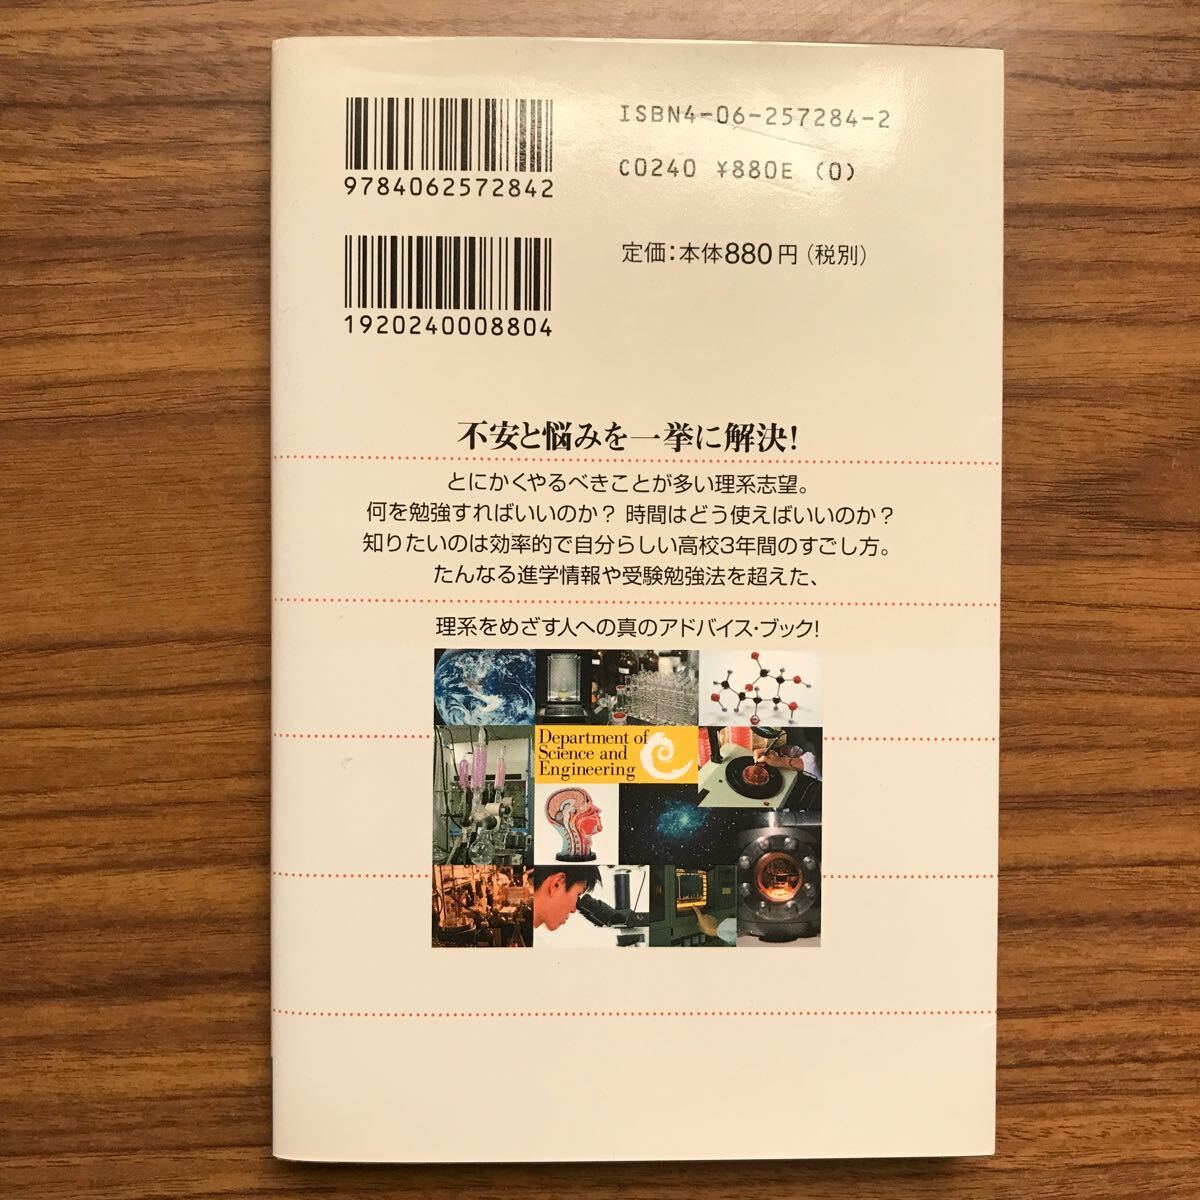 ISBN4-06-257284-2
C0240 ¥880E (0)
9784062572842
定価：本体880円（税別）
1920240008804
不安と悩みを一挙に解決！
とにかくやるべきことが多い理系志望。
何を勉強すればいいのか？ 時間はどう使えばいいのか？
知りたいのは効率的で自分らしい高校3年間のすごし方。
たんなる進学情報や受験勉強法を超えた、
理系をめざす人への真のアドバイス・ブック！
Department of
Science and
Engineering